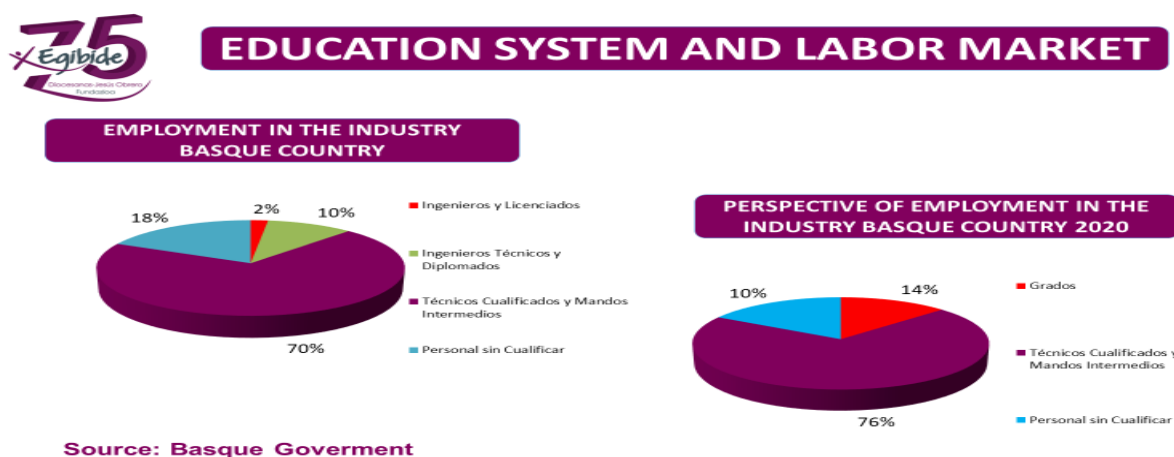 75
Egibide
Diocesanas-Jesús Obrero
Fundazioa
EDUCATION SYSTEM AND LABOR MARKET
EMPLOYMENT IN THE INDUSTRY
BASQUE COUNTRY
18%
2%
10%
70%
Ingenieros y Licenciados
Ingenieros Técnicos y
Diplomados
Técnicos Cualificados y Mandos
Intermedios
Personal sin Cualificar
PERSPECTIVE OF EMPLOYMENT IN THE
INDUSTRY BASQUE COUNTRY 2020
10%
14%
76%
Grados
Técnicos Cualificados y
Mandos Intermedios
Personal sin Cualificar
Source: Basque Goverment